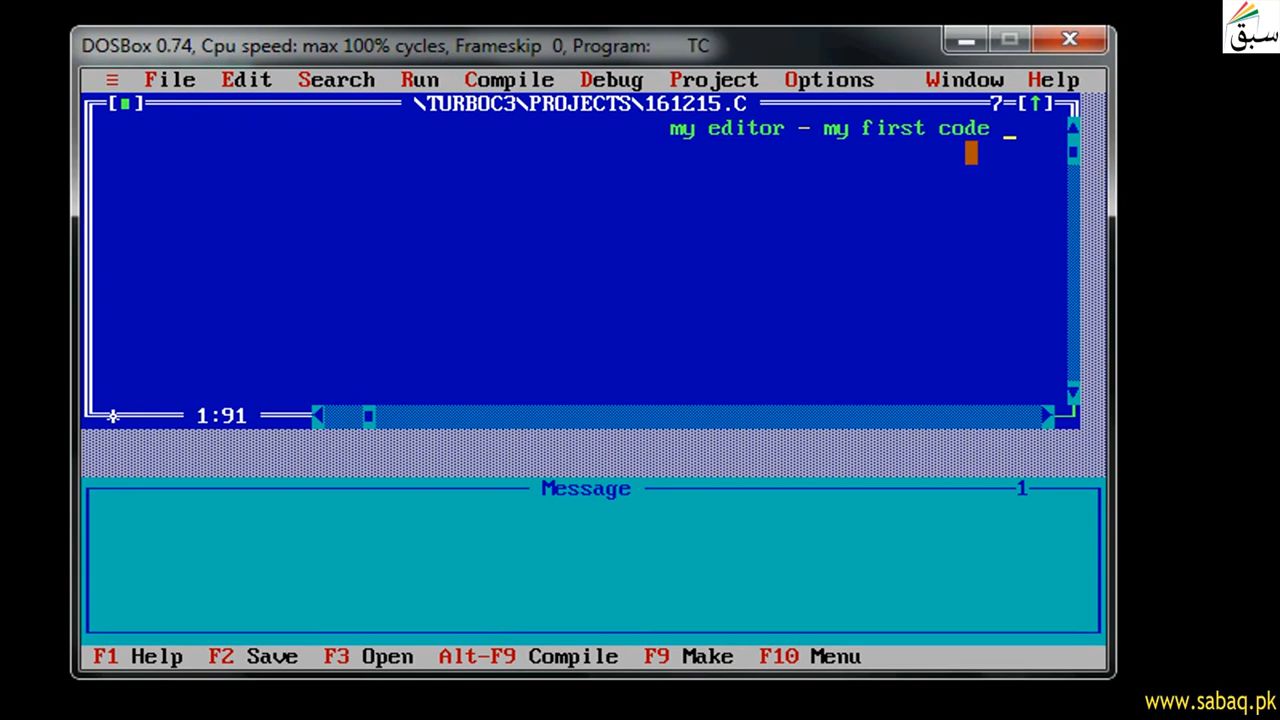 سبق
DOSBox 0.74, Cpu speed: max 100% cycles, Frameskip 0, Program: TC
≡ File Edit Search Run Compile Debug Project Options Window Help
[■] \TURBOC3\PROJECTS\161215.C 7=[↑]
my editor - my first code _
1:91
Message 1
F1 Help F2 Save F3 Open Alt-F9 Compile F9 Make F10 Menu
www.sabaq.pk